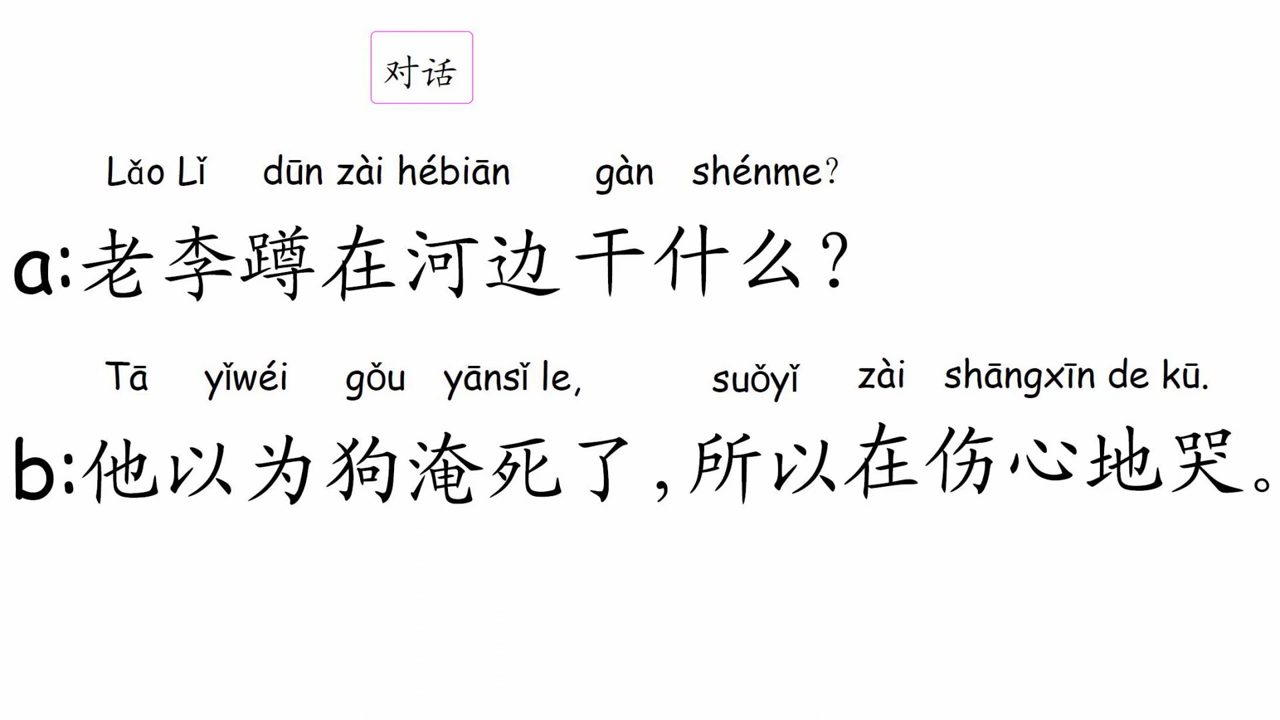 对话
Lǎo Lǐ dūn zài hébiān gàn shénme?
a:老李蹲在河边干什么?
Tā yǐwéi gǒu yānsǐ le, suǒyǐ zài shāngxīn de kū.
b:他以为狗淹死了,所以在伤心地哭。